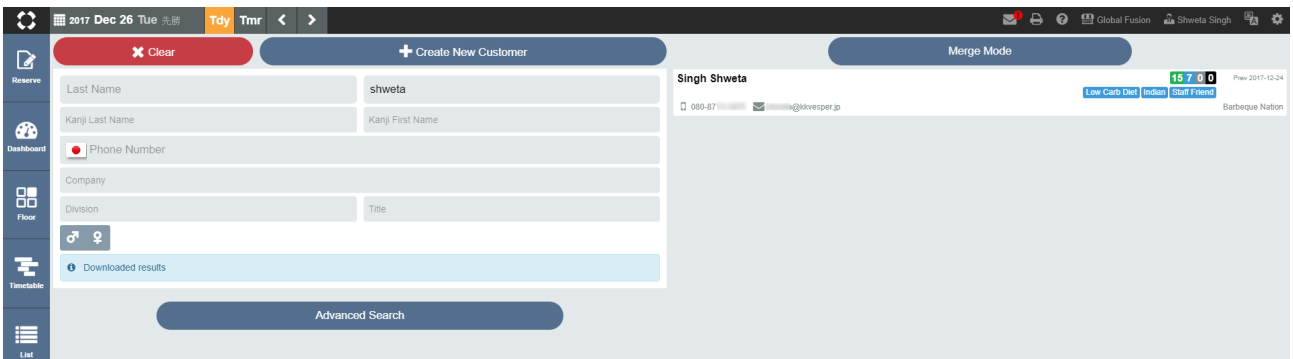 2017 Dec 26 Tue 先勝 Tdy Tmr
1 Global Fusion Shweta Singh
Reserve
Dashboard
Floor
Timetable
List
Clear
Create New Customer
Last Name shweta
Kanji Last Name Kanji First Name
Phone Number
Company
Division Title
Downloaded results
Advanced Search
Merge Mode
Singh Shweta 15 7 0 0 Prev 2017-12-24
Low Carb Diet Indian Staff Friend
080-87 @kkvesper.jp Barbeque Nation